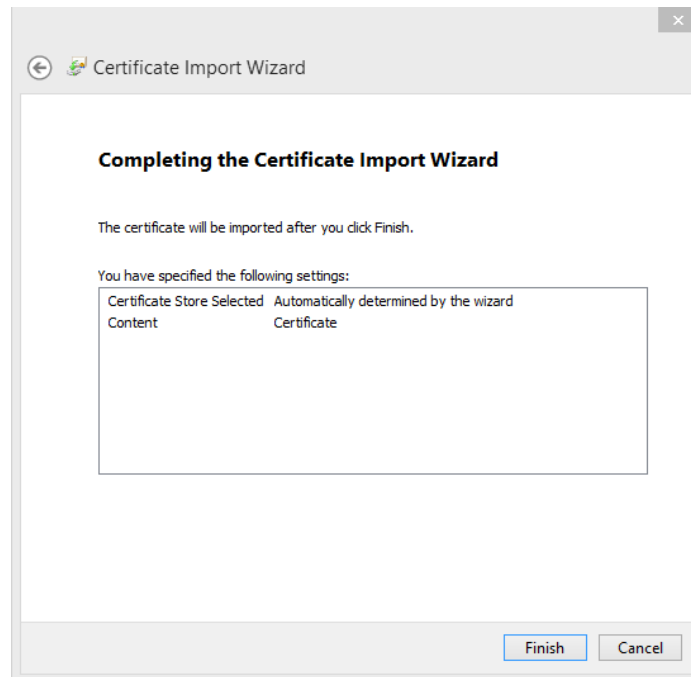 Certificate Import Wizard
Completing the Certificate Import Wizard
The certificate will be imported after you click Finish.
You have specified the following settings:
Certificate Store Selected Automatically determined by the wizard
Content Certificate
Finish Cancel